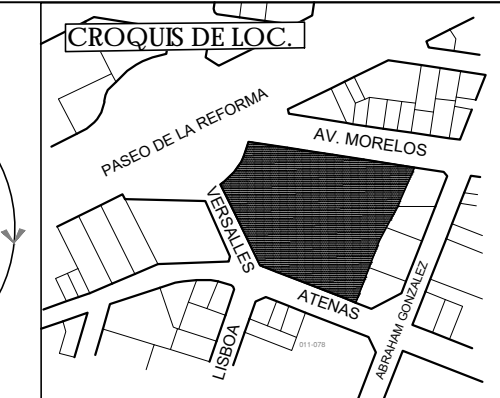 CROQUIS DE LOC.
PASEO DE LA REFORMA
AV. MORELOS
VERSALLES
ATENAS
ABRAHAM GONZALEZ
LISBOA
011-078